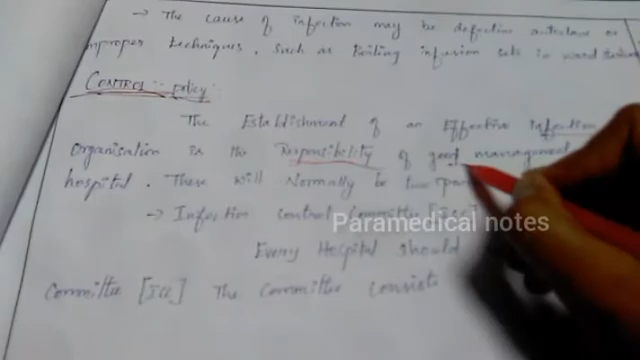 → The cause of infection may be defective autoclave or
improper techniques, Such as Boiling infusion sets in ward
CONTROL :- policy :-
The Establishment of an Effective infection
Organisation is the Responsibility of good management
hospital. There will Normally be two
→ Infection control Committee
Paramedical notes
Every Hospital should
Committee The Committee Consists